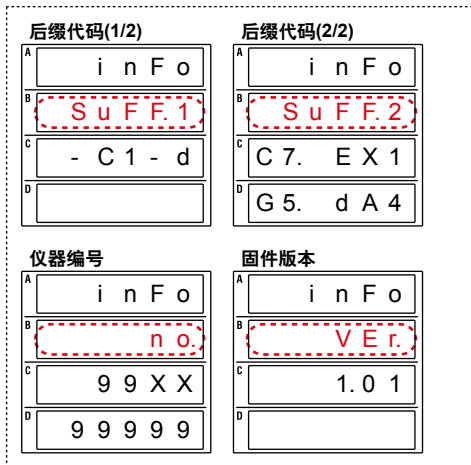 后缀代码(1/2)
A i n F o
B S u F F. 1
C - C 1 - d
D
后缀代码(2/2)
A i n F o
B S u F F. 2
C C 7. E X 1
D G 5. d A 4
仪器编号
A i n F o
B n o.
C 9 9 X X
D 9 9 9 9 9
固件版本
A i n F o
B V E r.
C 1. 0 1
D